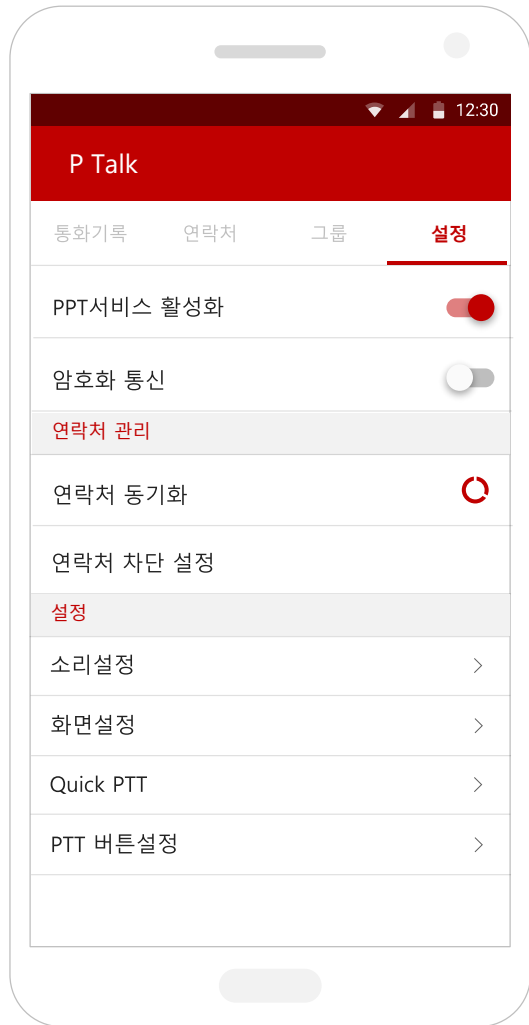 12:30
P Talk
통화기록 연락처 그룹 설정
PPT서비스 활성화
암호화 통신
연락처 관리
연락처 동기화
연락처 차단 설정
설정
소리설정
화면설정
Quick PTT
PTT 버튼설정